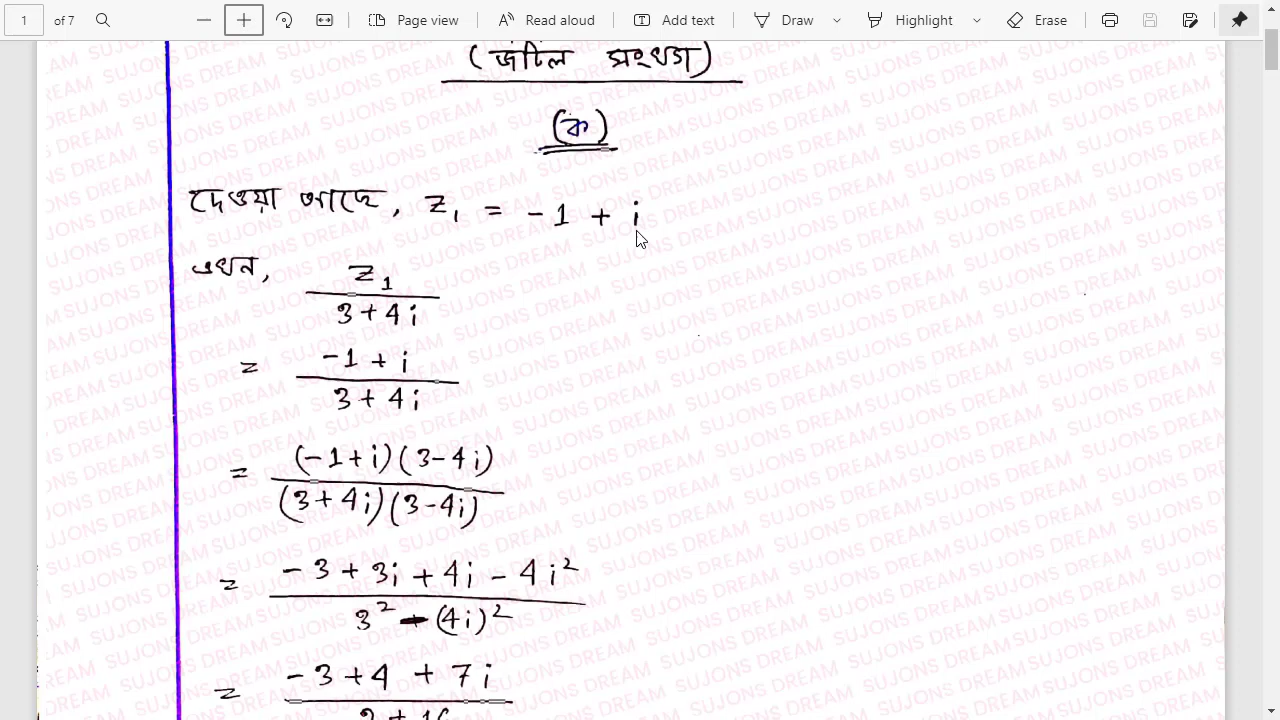 1 of 7 Page view Read aloud Add text Draw Highlight Erase
(জটিল সংখ্যা)
(ক)
দেওয়া আছে, z₁ = -1 + i
এখন, z₁ / 3+4i
= -1 + i / 3 + 4i
= (-1+i)(3-4i) / (3+4i)(3-4i)
= -3 + 3i + 4i - 4i² / 3² - (4i)²
= -3 + 4 + 7i
SUJONS DREAM